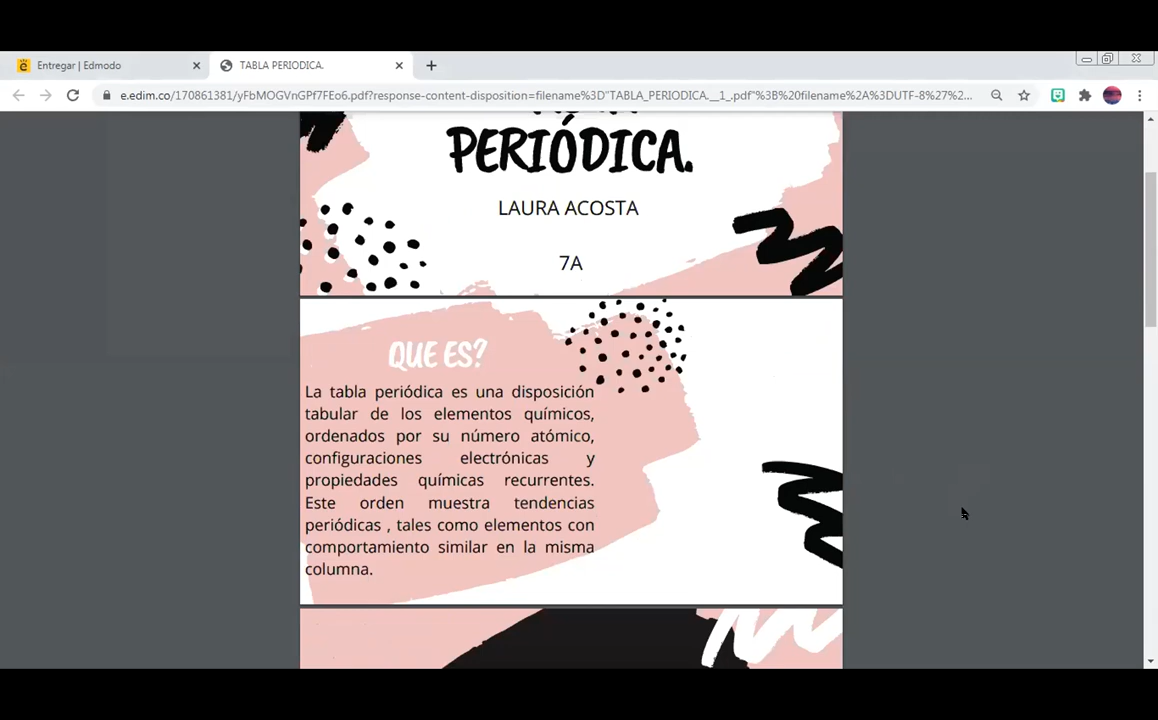 Entregar | Edmodo
TABLA PERIODICA.
e.edim.co/170861381/yFbMOGVnGPf7FEo6.pdf?response-content-disposition=filename%3D"TABLA_PERIODICA.__1_.pdf"%3B%20filename%2A%3DUTF-8%27%2...
PERIÓDICA.
LAURA ACOSTA
7A
QUE ES?
La tabla periódica es una disposición
tabular de los elementos químicos,
ordenados por su número atómico,
configuraciones electrónicas y
propiedades químicas recurrentes.
Este orden muestra tendencias
periódicas , tales como elementos con
comportamiento similar en la misma
columna.